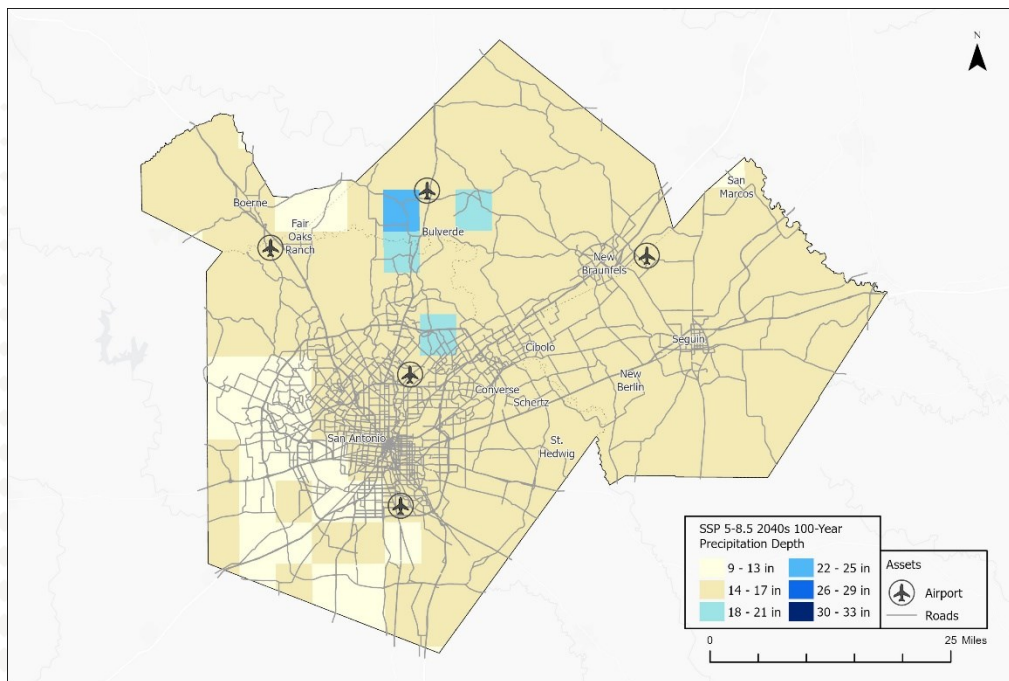 N
San
Marcos
Boerne
Fair
Oaks
Ranch
Bulverde
New
Braunfels
Seguin
Cibolo
New
Berlin
Converse
Schertz
San Antonio
St.
Hedwig
SSP 5-8.5 2040s 100-Year
Precipitation Depth
9 - 13 in
22 - 25 in
14 - 17 in
26 - 29 in
18 - 21 in
30 - 33 in
Assets
Airport
Roads
0
25 Miles